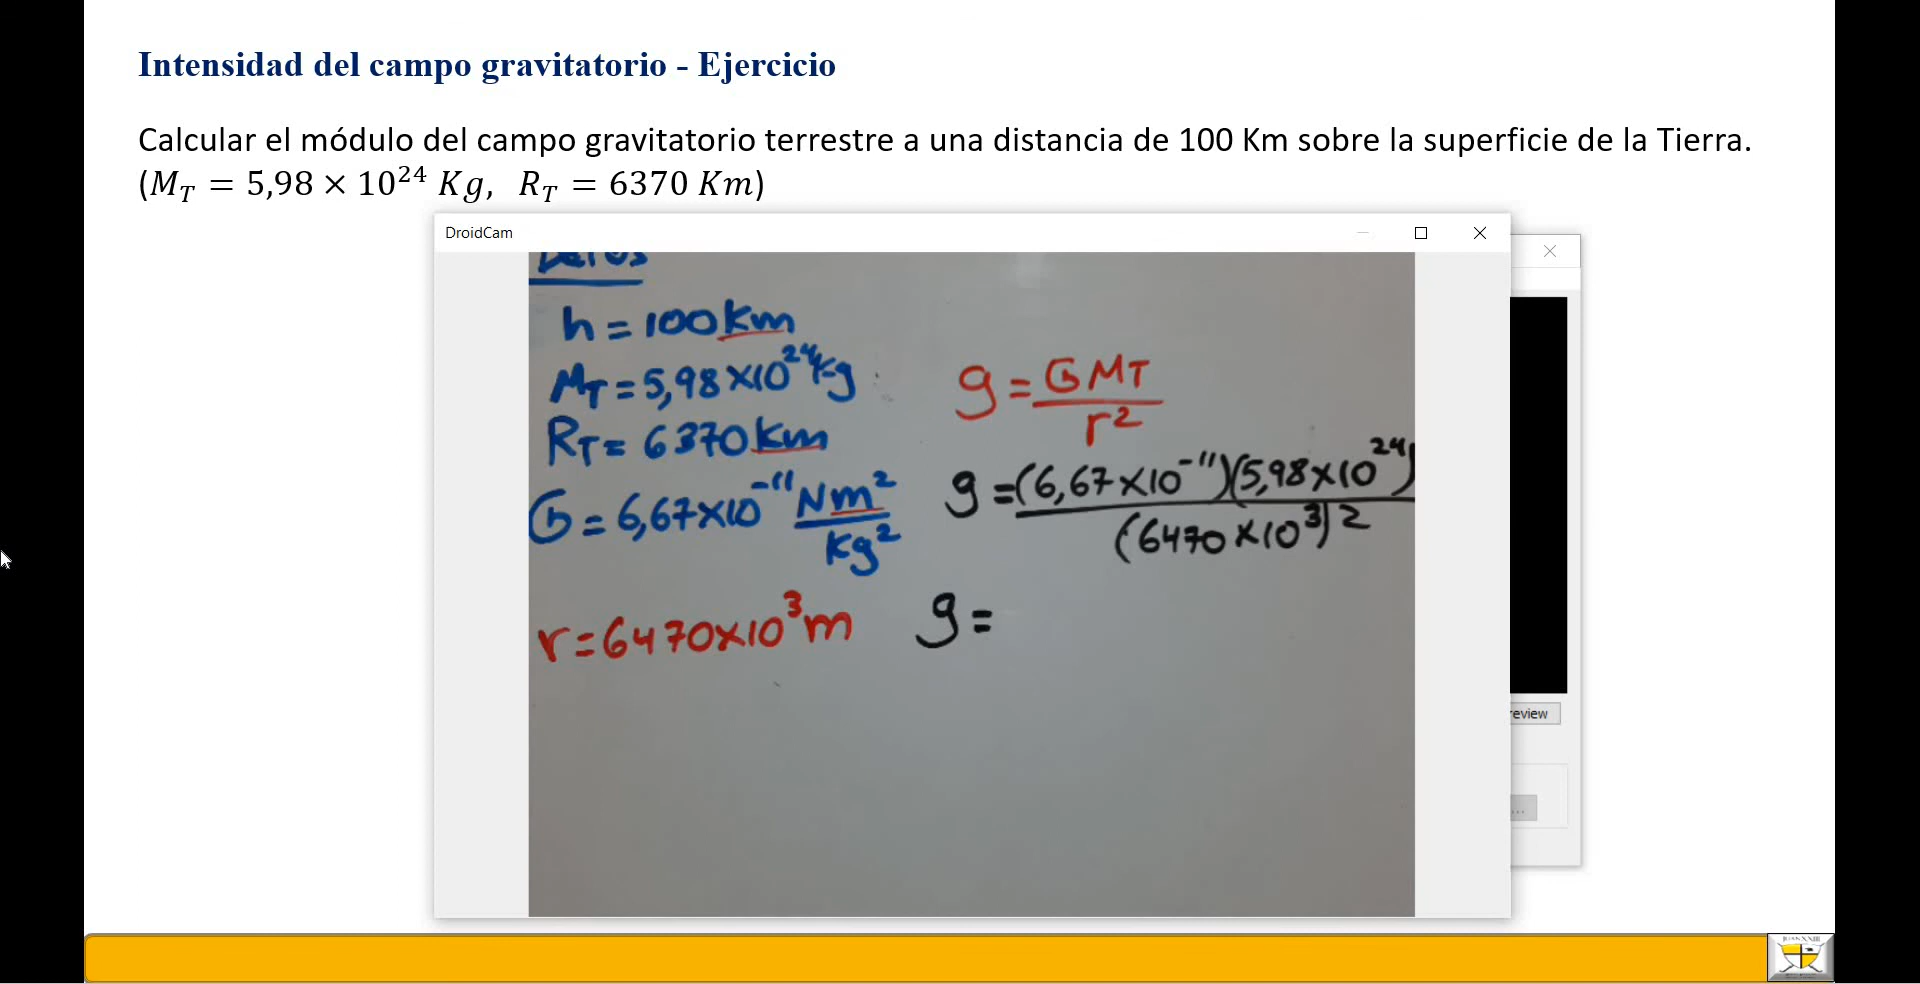 Intensidad del campo gravitatorio - Ejercicio
Calcular el módulo del campo gravitatorio terrestre a una distancia de 100 Km sobre la superficie de la Tierra.
(M_T = 5,98 × 10^24 Kg, R_T = 6370 Km)
DroidCam
Datos
h = 100 km
M_T = 5,98 × 10^24 kg
R_T = 6370 km
G = 6,67 × 10^-11 Nm^2 / kg^2
r = 6470 × 10^3 m
g = G M_T / r^2
g = (6,67 × 10^-11)(5,98 × 10^24) / (6470 × 10^3)^2
g =
eview
...